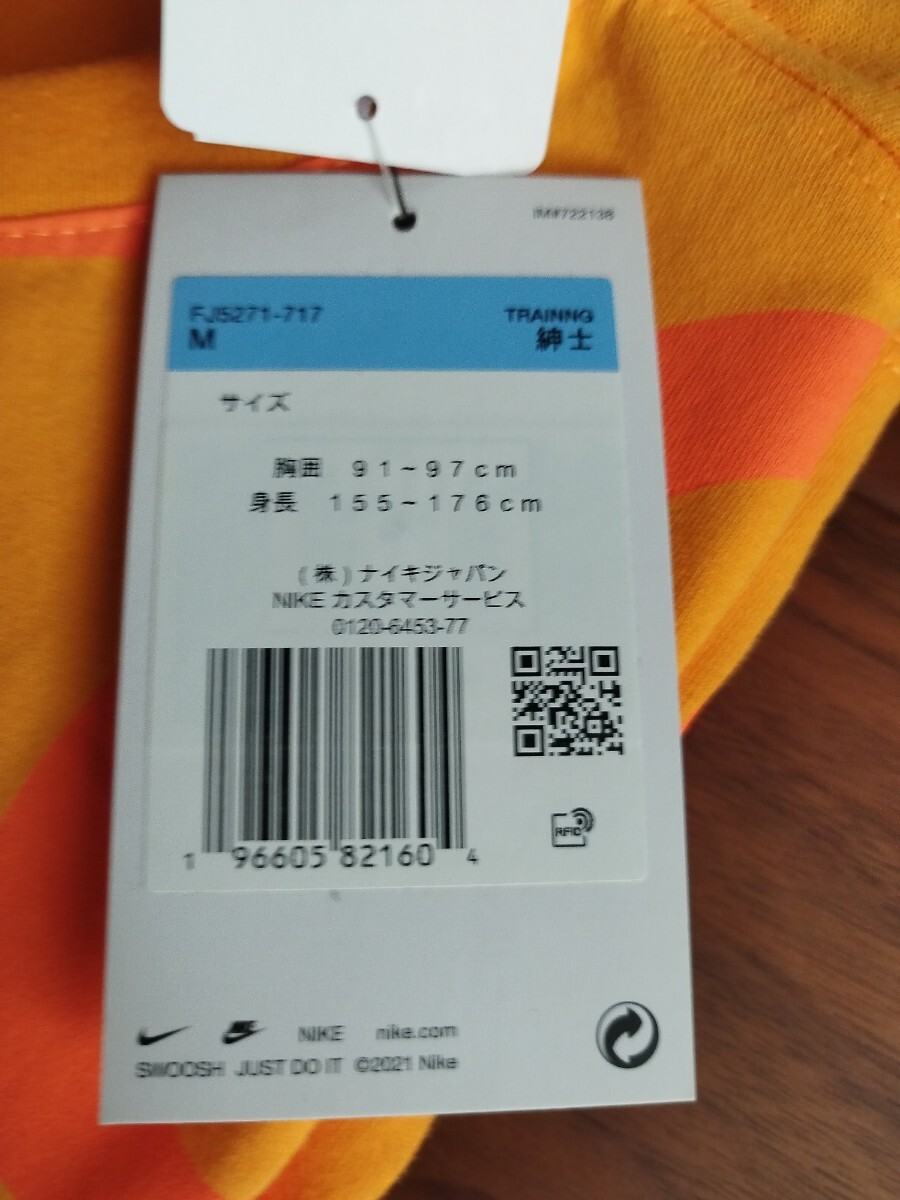 IM#722138
FJ5271-717 TRAINNG
M 紳士
サイズ
胸囲 91~97cm
身長 155~176cm
(株)ナイキジャパン
NIKE カスタマーサービス
0120-6453-77
1 96605 82160 4
RFID
NIKE nike.com
SWOOSH JUST DO IT ©2021 Nike